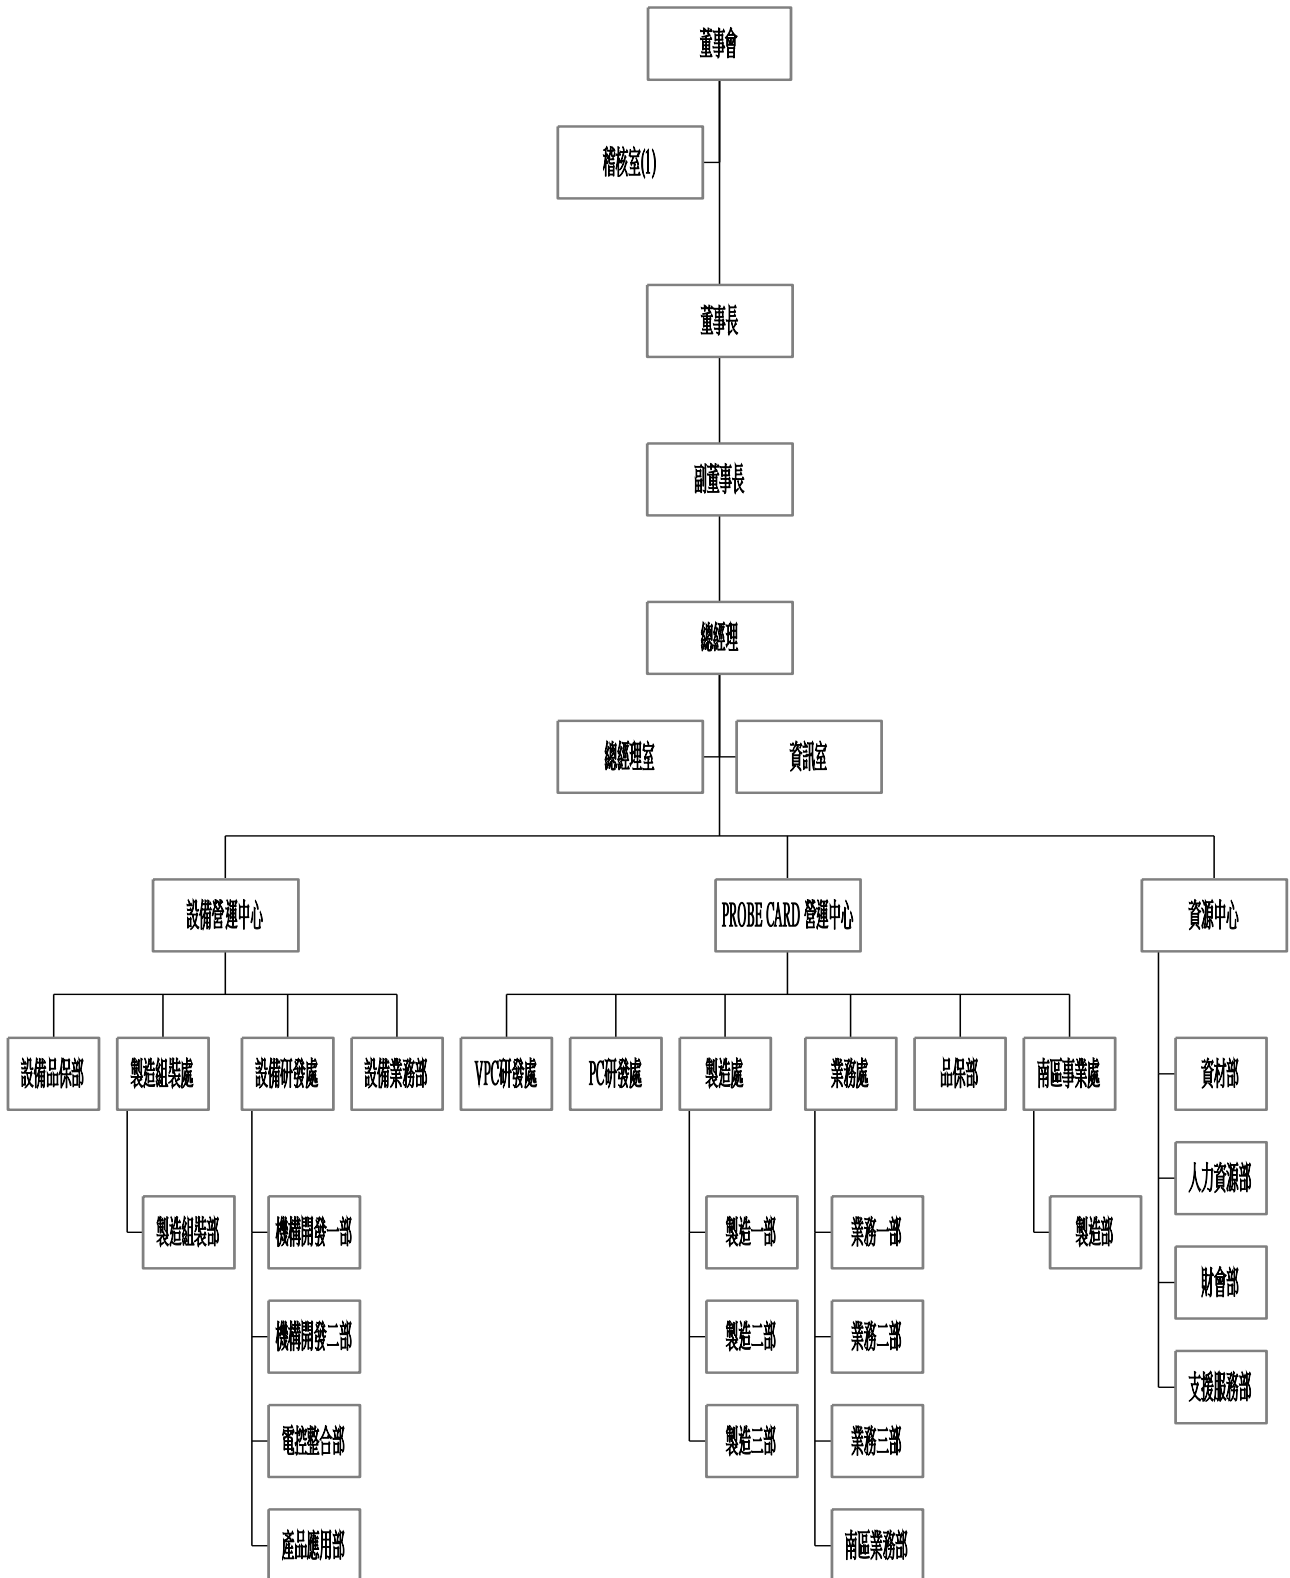 董事會
稽核室(1)
董事長
副董事長
總經理
總經理室
資訊室
設備營運中心
PROBE CARD 營運中心
資源中心
設備品保部
製造組裝處
設備研發處
設備業務部
VPC研發處
PC研發處
製造處
業務處
品保部
南區事業處
資材部
人力資源部
製造組裝部
機構開發一部
製造一部
業務一部
製造部
財會部
機構開發二部
製造二部
業務二部
支援服務部
電控整合部
製造三部
業務三部
產品應用部
南區業務部